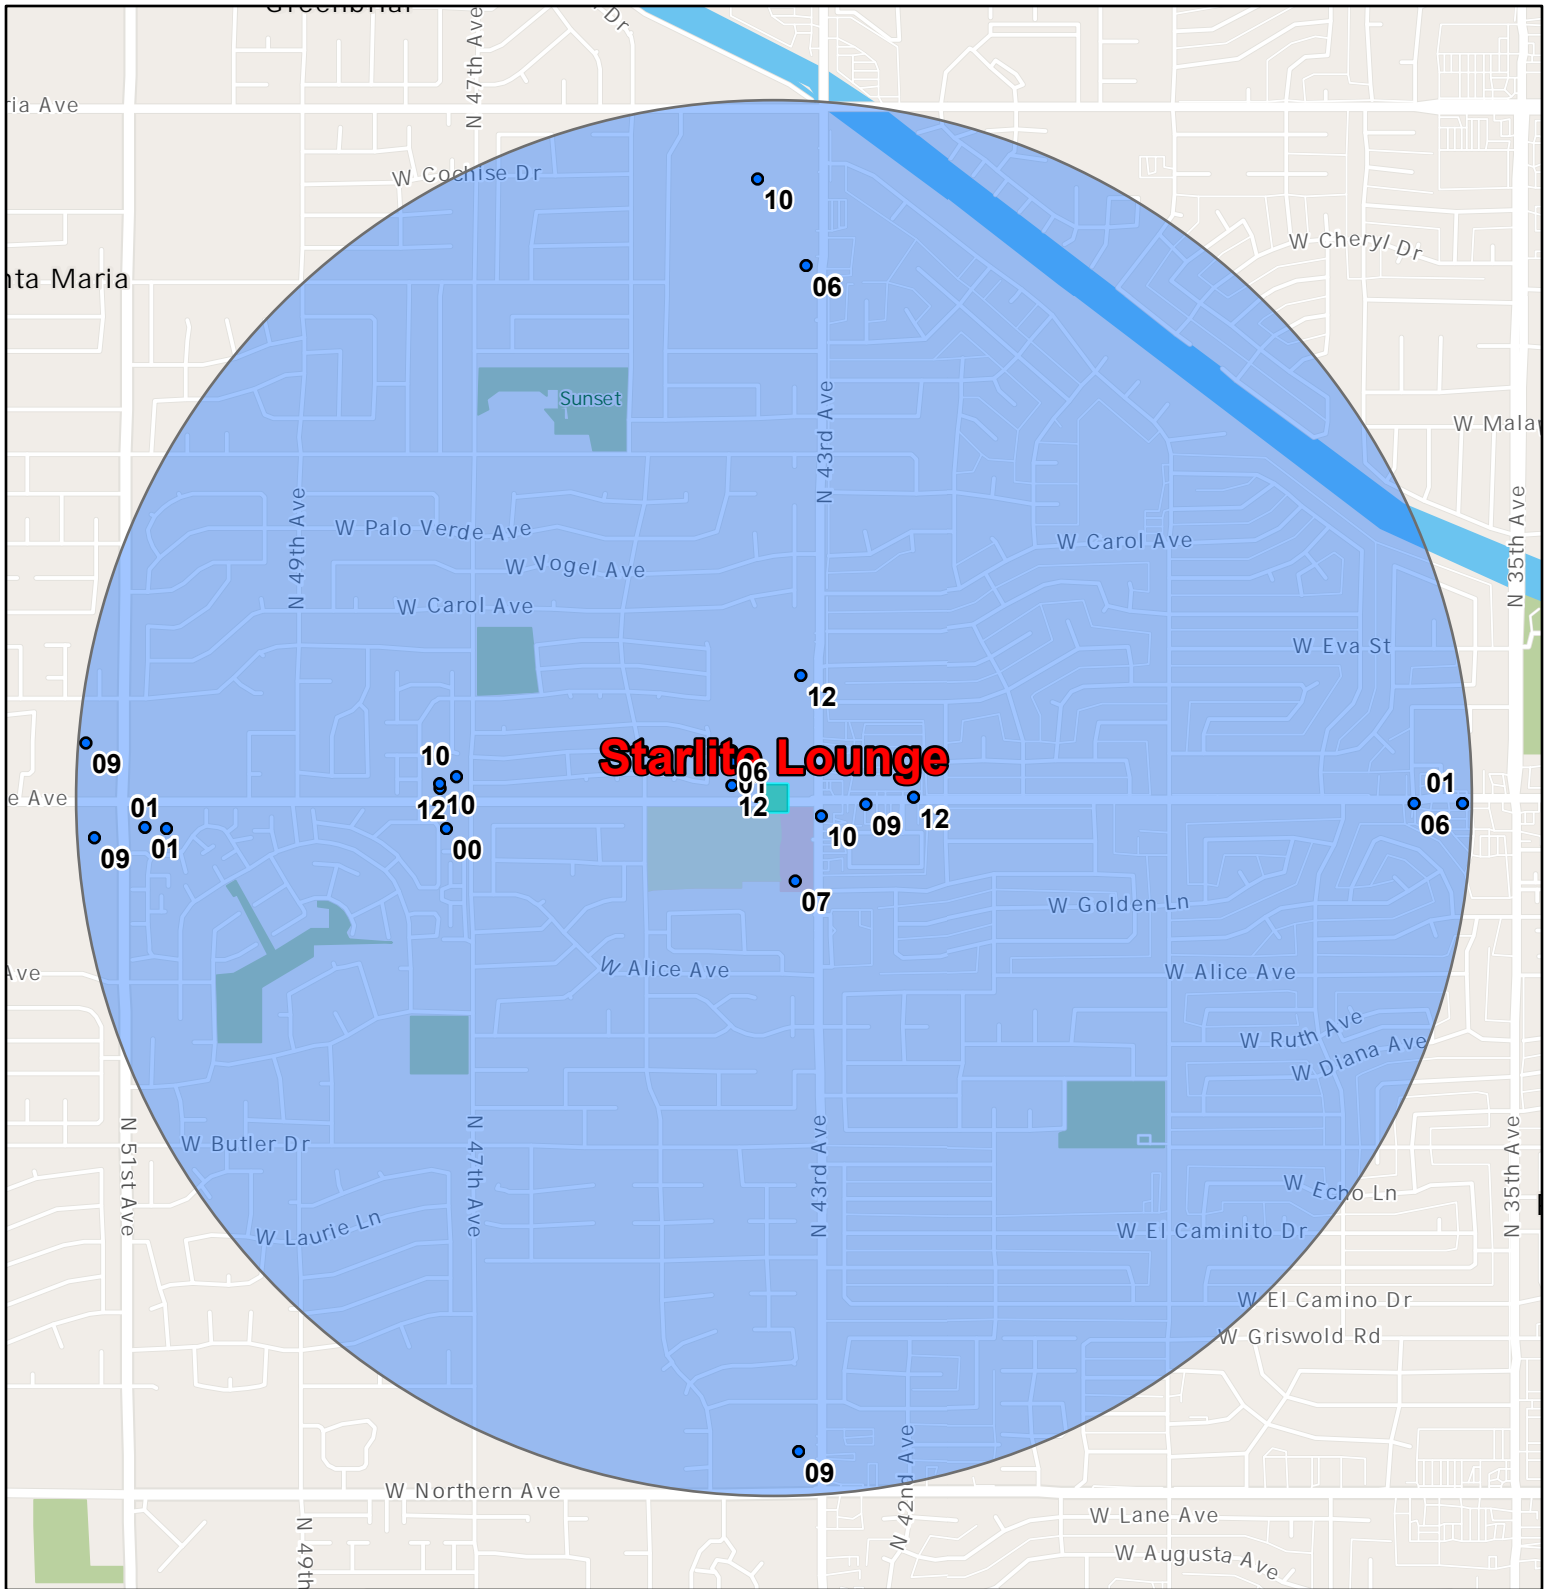 Greenbriar
Dr
N 47th Ave
ria Ave
W Cochise Dr
10
W Cheryl Dr
nta Maria
06
Sunset
N 43rd Ave
W Mala
N 49th Ave
N 35th Ave
W Palo Verde Ave
W Carol Ave
W Vogel Ave
W Carol Ave
W Eva St
12
09
10
Starlite Lounge
06
01
12
e Ave
01
01
09
12
10
00
10
09
12
01
06
07
W Golden Ln
Ave
W Alice Ave
W Alice Ave
W Ruth Ave
W Diana Ave
N 51st Ave
W Butler Dr
N 47th Ave
N 43rd Ave
N 35th Ave
W Echo Ln
W Laurie Ln
W El Caminito Dr
W El Camino Dr
W Griswold Rd
09
W Northern Ave
N 42nd Ave
N 49th
W Lane Ave
W Augusta Ave